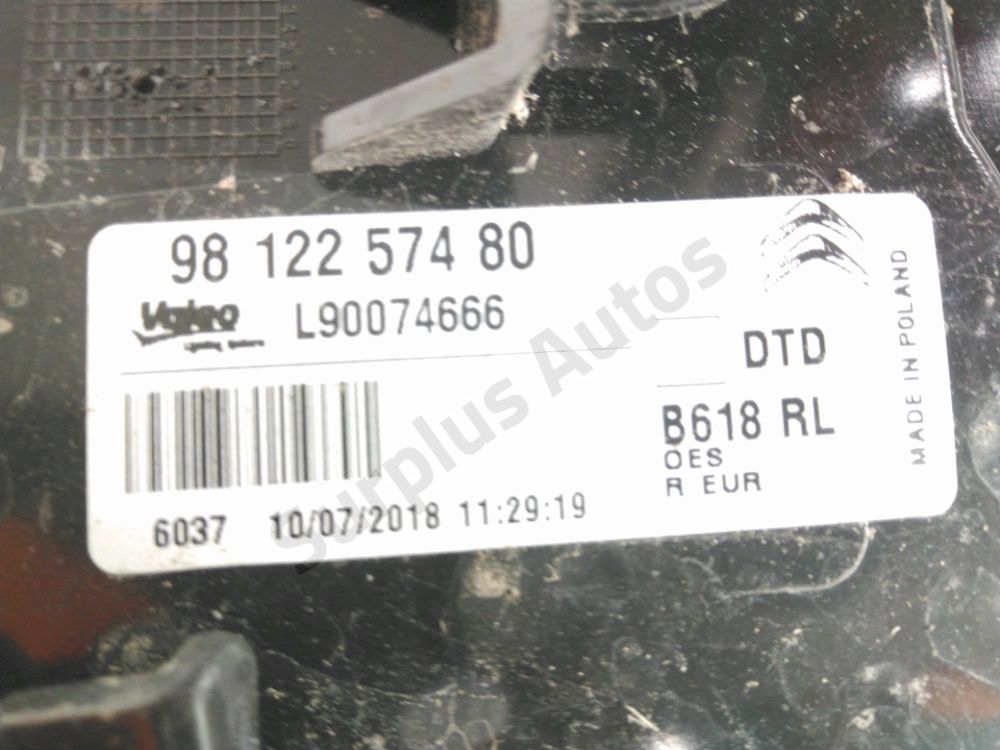 98 122 574 80
Valeo
L90074666
DTD
B618 RL
OES
R EUR
MADE IN POLAND
6037 10/07/2018 11:29:19
Surplus Autos